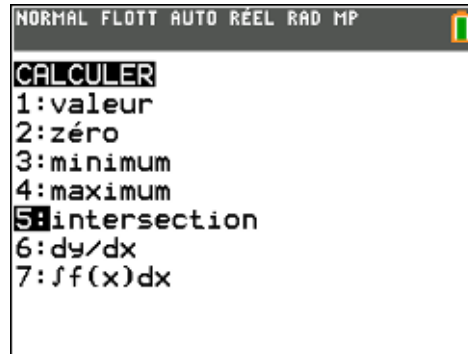 NORMAL FLOTT AUTO RÉEL RAD MP
CALCULER
1:valeur
2:zéro
3:minimum
4:maximum
5:intersection
6:dy/dx
7:∫f(x)dx